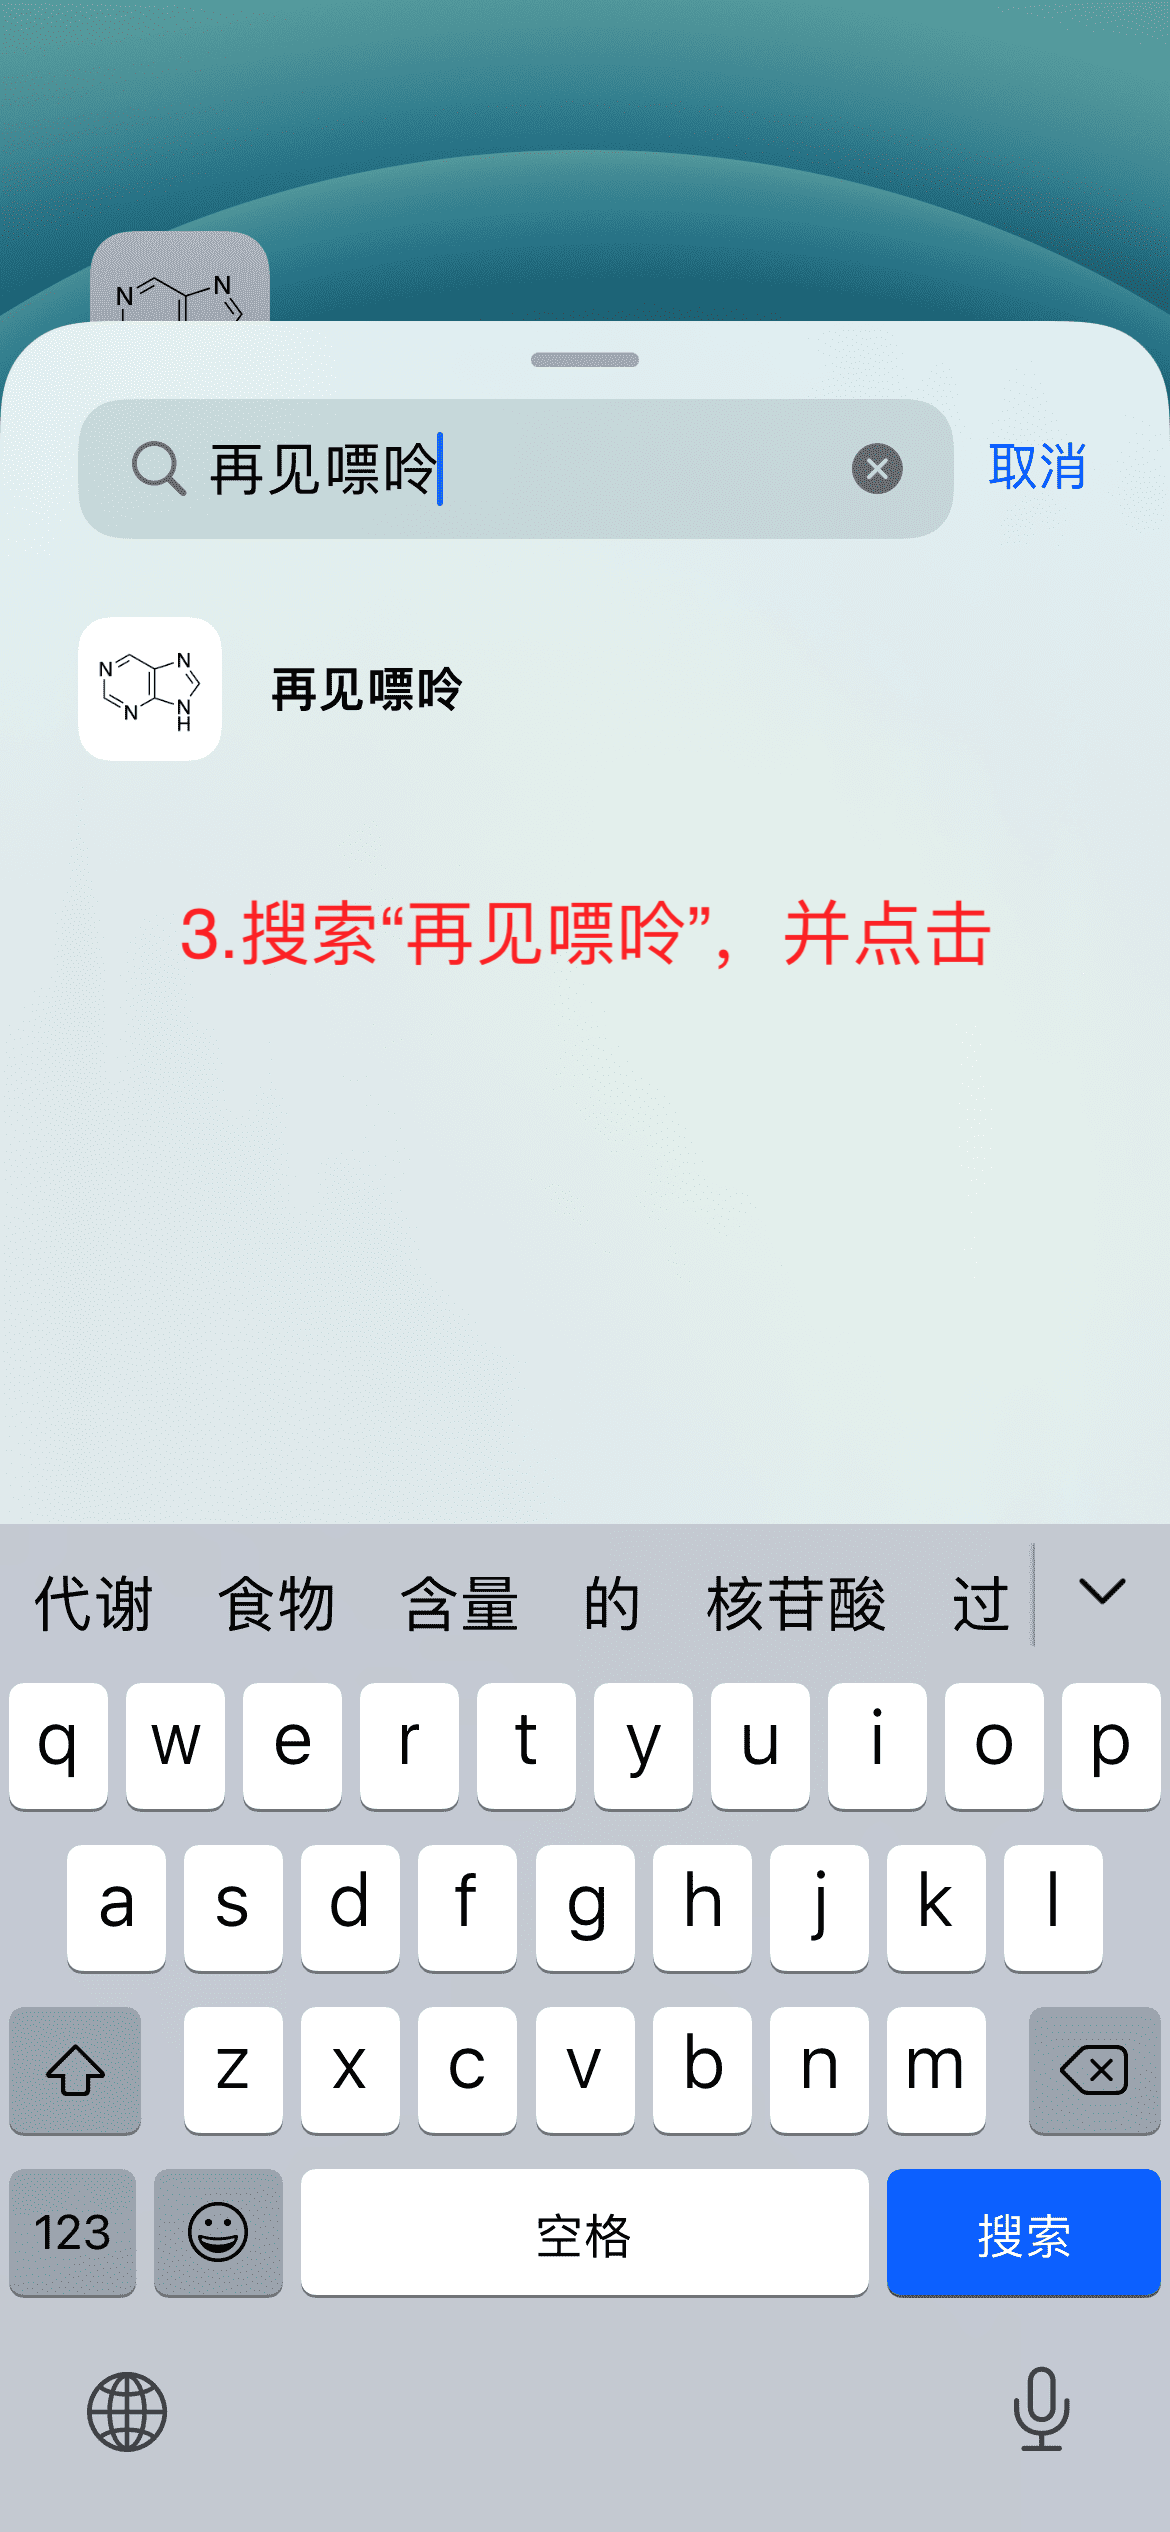 N
N
再见嘌呤
取消
N
N
N
N
H
再见嘌呤
3.搜索“再见嘌呤”，并点击
代谢 食物 含量 的 核苷酸 过
q w e r t y u i o p
a s d f g h j k l
z x c v b n m
123 空格 搜索